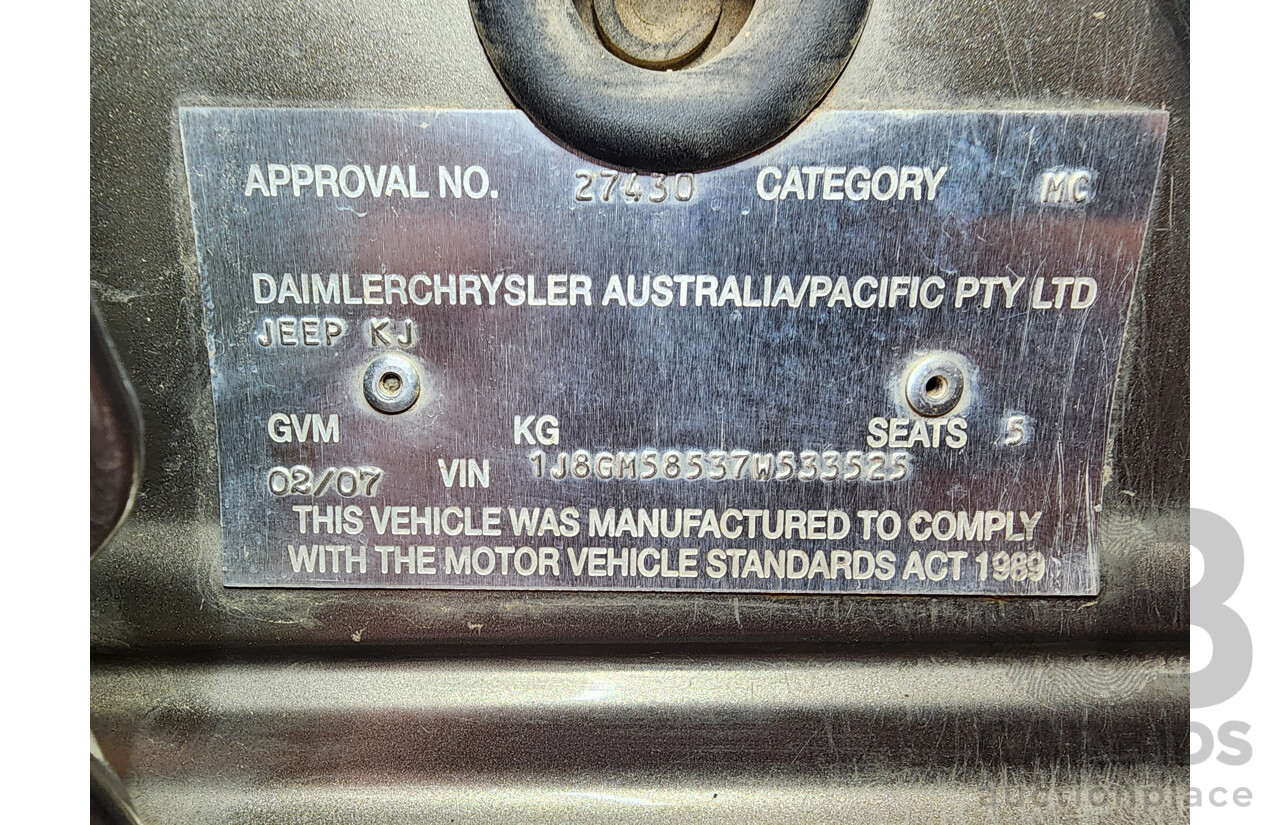 APPROVAL NO. 27430 CATEGORY MC
DAIMLERCHRYSLER AUSTRALIA/PACIFIC PTY LTD
JEEP KJ
GVM KG SEATS 5
02/07 VIN 1J8GM58537W533525
THIS VEHICLE WAS MANUFACTURED TO COMPLY
WITH THE MOTOR VEHICLE STANDARDS ACT 1989
auctionplace